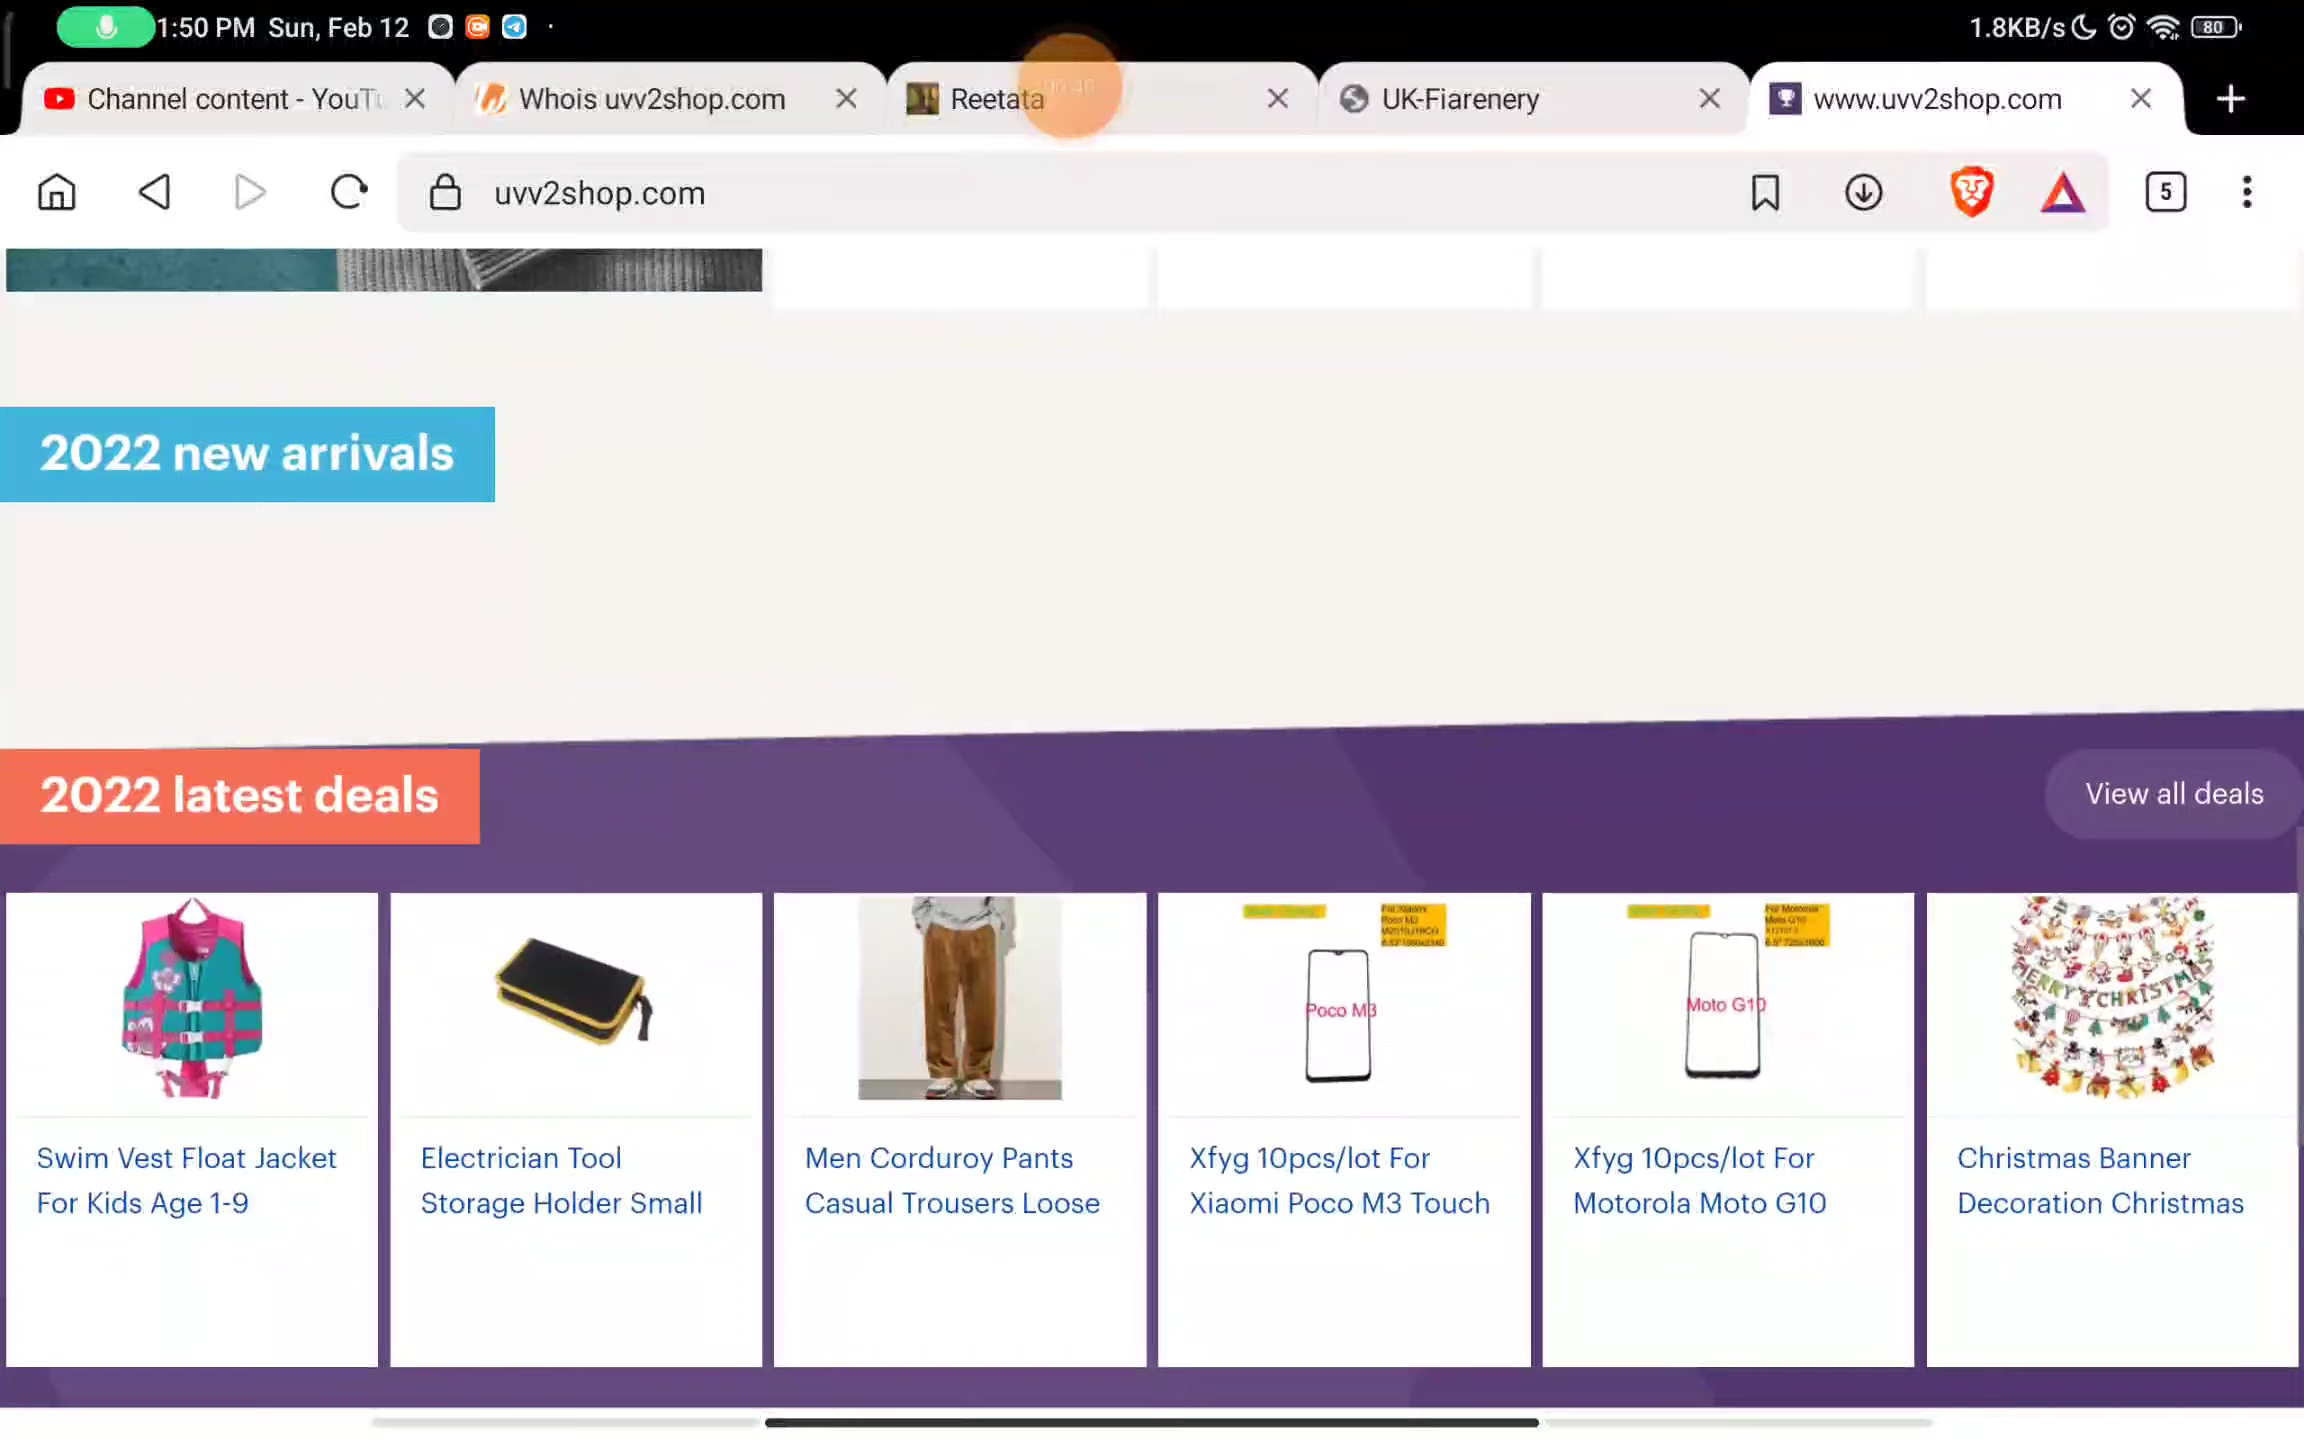 1:50 PM Sun, Feb 12
1.8KB/s
80
Channel content - YouTu
Whois uvv2shop.com
Reetata
UK-Fiarenery
www.uvv2shop.com
uvv2shop.com
5
2022 new arrivals
2022 latest deals
View all deals
Poco M3
Moto G10
MERRY CHRISTMAS
Swim Vest Float Jacket
For Kids Age 1-9
Electrician Tool
Storage Holder Small
Men Corduroy Pants
Casual Trousers Loose
Xfyg 10pcs/lot For
Xiaomi Poco M3 Touch
Xfyg 10pcs/lot For
Motorola Moto G10
Christmas Banner
Decoration Christmas